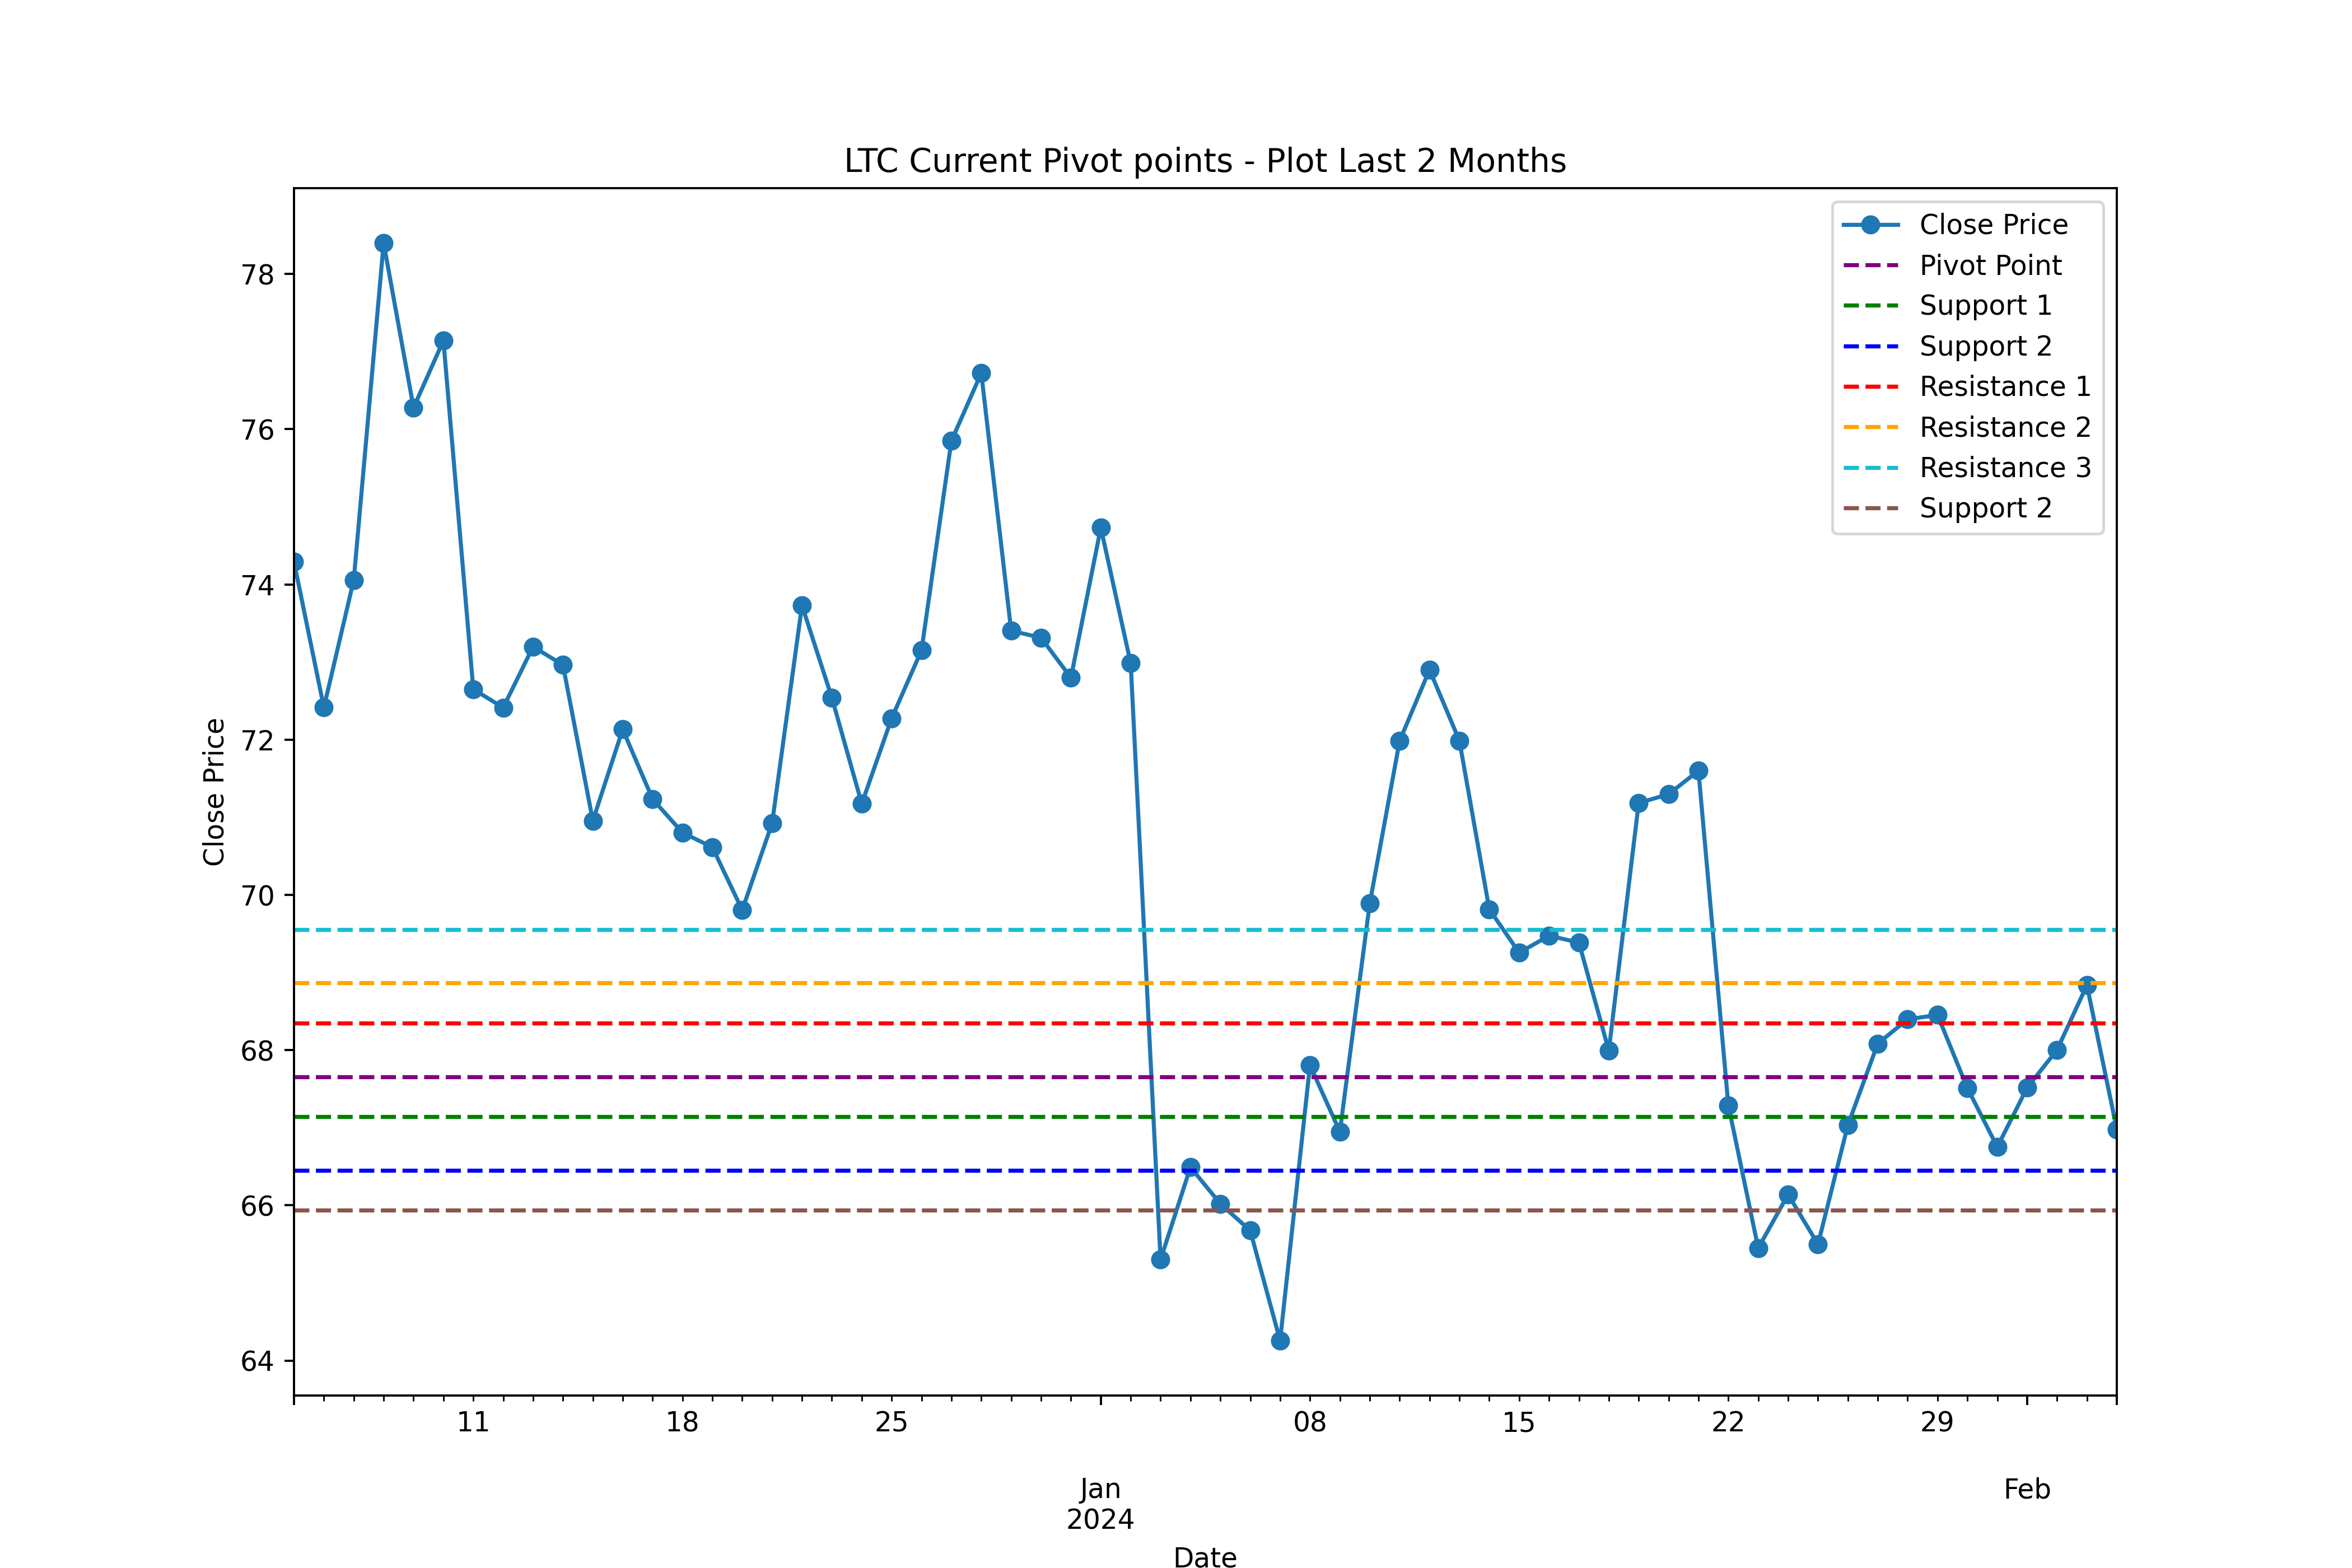 LTC Current Pivot points - Plot Last 2 Months
Close Price
Pivot Point
Support 1
Support 2
Resistance 1
Resistance 2
Resistance 3
Support 2
78
76
74
72
70
68
66
64
Close Price
11
18
25
08
15
22
29
Jan
2024
Feb
Date